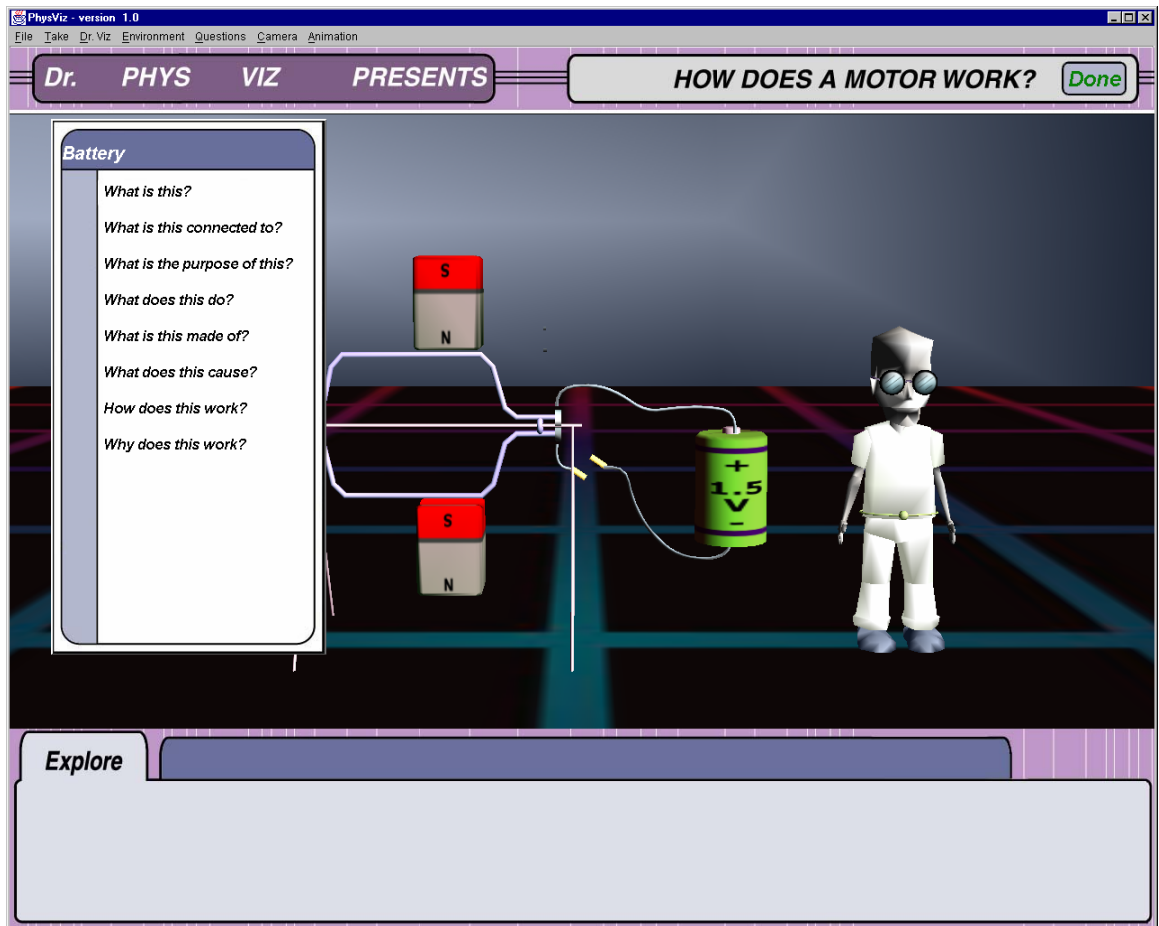 PhysViz - version 1.0
File Take Dr. Viz Environment Questions Camera Animation
Dr. PHYS VIZ PRESENTS
HOW DOES A MOTOR WORK?
Done
Battery
What is this?
What is this connected to?
What is the purpose of this?
What does this do?
What is this made of?
What does this cause?
How does this work?
Why does this work?
S
N
S
N
+
1.5
V
-
Explore